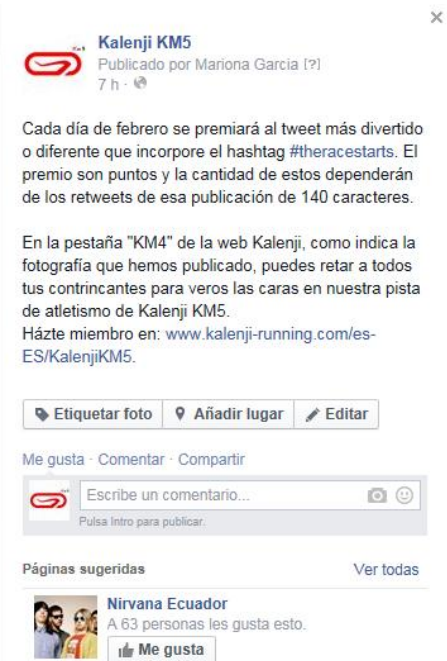 ×
Kalenji KM5
Publicado por Mariona Garcia [?]
7 h ·
Cada día de febrero se premiará al tweet más divertido
o diferente que incorpore el hashtag #theracestarts. El
premio son puntos y la cantidad de estos dependerán
de los retweets de esa publicación de 140 caracteres.
En la pestaña "KM4" de la web Kalenji, como indica la
fotografía que hemos publicado, puedes retar a todos
tus contrincantes para veros las caras en nuestra pista
de atletismo de Kalenji KM5.
Házte miembro en: www.kalenji-running.com/es-
ES/KalenjiKM5.
Etiquetar foto Añadir lugar Editar
Me gusta · Comentar · Compartir
Escribe un comentario...
Pulsa Intro para publicar.
Páginas sugeridas Ver todas
Nirvana Ecuador
A 63 personas les gusta esto.
Me gusta